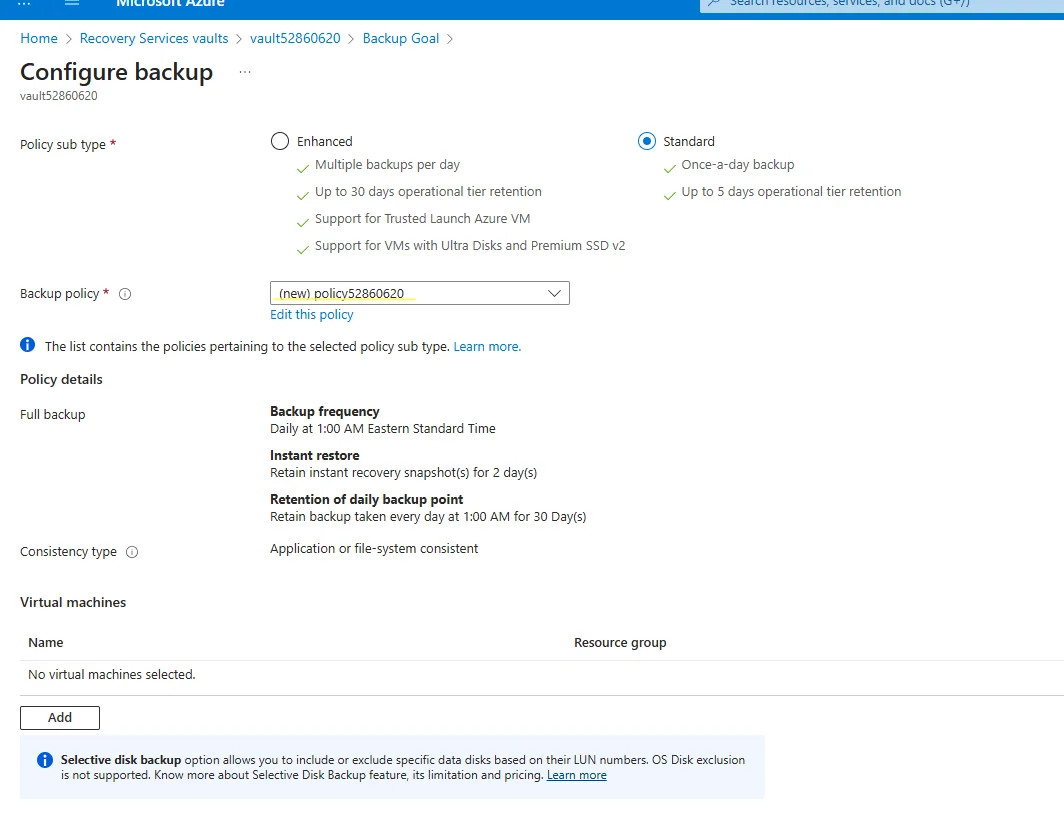 Microsoft Azure
Search resources, services, and docs (G+/)
Home > Recovery Services vaults > vault52860620 > Backup Goal >
Configure backup ...
vault52860620
Policy sub type *
Enhanced
Multiple backups per day
Up to 30 days operational tier retention
Support for Trusted Launch Azure VM
Support for VMs with Ultra Disks and Premium SSD v2
Standard
Once-a-day backup
Up to 5 days operational tier retention
Backup policy *
(new) policy52860620
Edit this policy
The list contains the policies pertaining to the selected policy sub type. Learn more.
Policy details
Full backup
Backup frequency
Daily at 1:00 AM Eastern Standard Time
Instant restore
Retain instant recovery snapshot(s) for 2 day(s)
Retention of daily backup point
Retain backup taken every day at 1:00 AM for 30 Day(s)
Consistency type
Application or file-system consistent
Virtual machines
Name Resource group
No virtual machines selected.
Add
Selective disk backup option allows you to include or exclude specific data disks based on their LUN numbers. OS Disk exclusion
is not supported. Know more about Selective Disk Backup feature, its limitation and pricing. Learn more